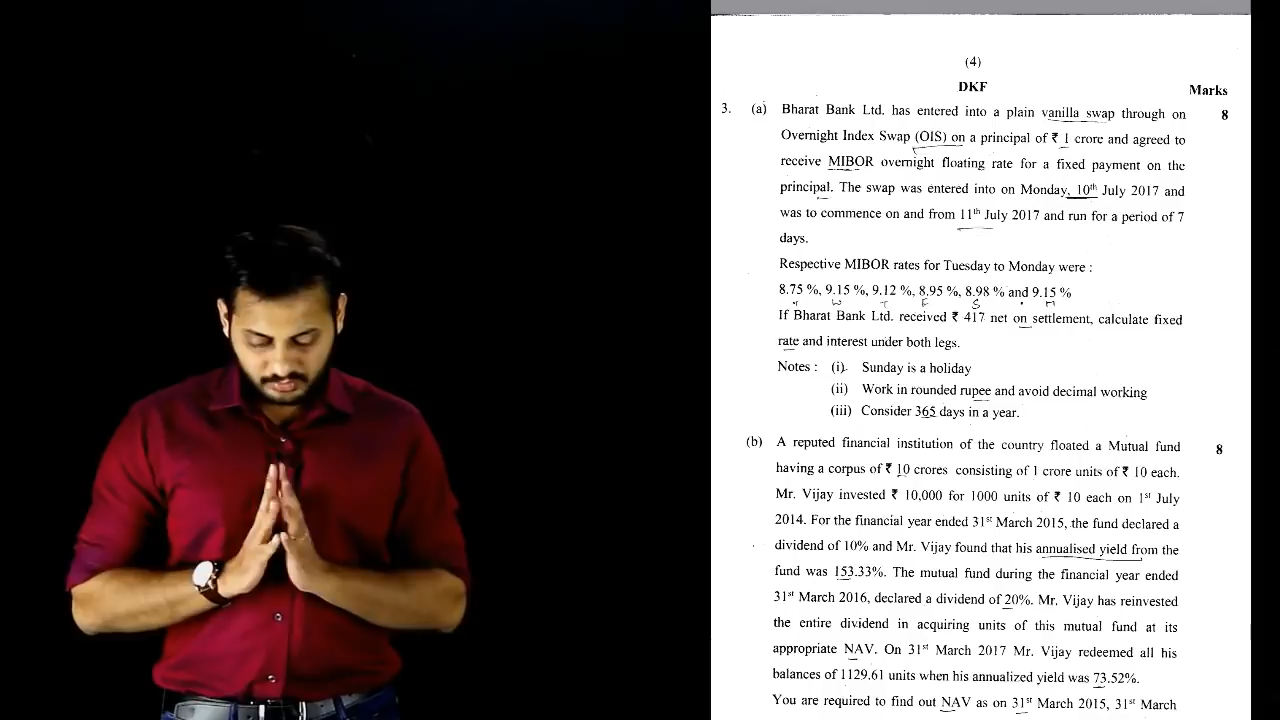 (4)
DKF
Marks
3. (a) Bharat Bank Ltd. has entered into a plain vanilla swap through on 8
Overnight Index Swap (OIS) on a principal of ₹ 1 crore and agreed to
receive MIBOR overnight floating rate for a fixed payment on the
principal. The swap was entered into on Monday, 10th July 2017 and
was to commence on and from 11th July 2017 and run for a period of 7
days.
Respective MIBOR rates for Tuesday to Monday were :
8.75 %, 9.15 %, 9.12 %, 8.95 %, 8.98 % and 9.15 %
T W T F S M
If Bharat Bank Ltd. received ₹ 417 net on settlement, calculate fixed
rate and interest under both legs.
Notes : (i) Sunday is a holiday
(ii) Work in rounded rupee and avoid decimal working
(iii) Consider 365 days in a year.
(b) A reputed financial institution of the country floated a Mutual fund 8
having a corpus of ₹ 10 crores consisting of 1 crore units of ₹ 10 each.
Mr. Vijay invested ₹ 10,000 for 1000 units of ₹ 10 each on 1st July
2014. For the financial year ended 31st March 2015, the fund declared a
dividend of 10% and Mr. Vijay found that his annualised yield from the
fund was 153.33%. The mutual fund during the financial year ended
31st March 2016, declared a dividend of 20%. Mr. Vijay has reinvested
the entire dividend in acquiring units of this mutual fund at its
appropriate NAV. On 31st March 2017 Mr. Vijay redeemed all his
balances of 1129.61 units when his annualized yield was 73.52%.
You are required to find out NAV as on 31st March 2015, 31st March